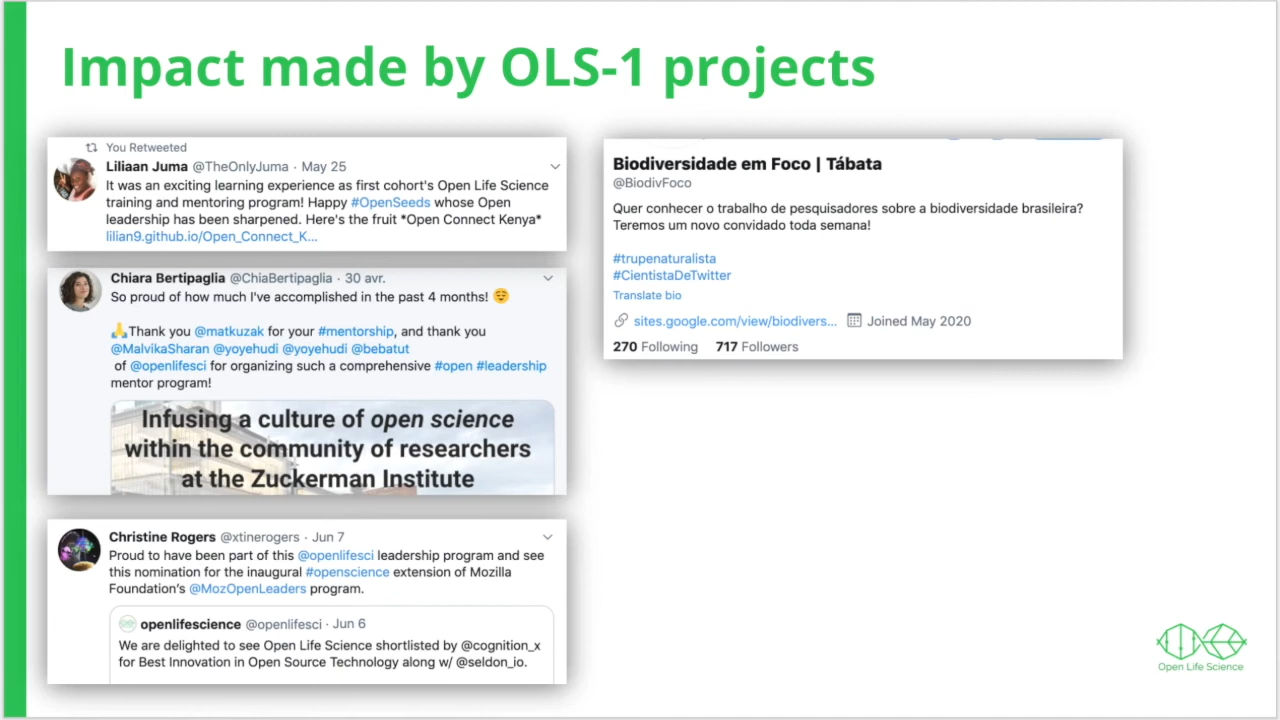 Impact made by OLS-1 projects
You Retweeted
Liliaan Juma @TheOnlyJuma · May 25
It was an exciting learning experience as first cohort's Open Life Science
training and mentoring program! Happy #OpenSeeds whose Open
leadership has been sharpened. Here's the fruit *Open Connect Kenya*
lilian9.github.io/Open_Connect_K...
Chiara Bertipaglia @ChiaBertipaglia · 30 avr.
So proud of how much I've accomplished in the past 4 months! 😌
🙏Thank you @matkuzak for your #mentorship, and thank you
@MalvikaSharan @yoyehudi @yoyehudi @bebatut
of @openlifesci for organizing such a comprehensive #open #leadership
mentor program!
Infusing a culture of open science
within the community of researchers
at the Zuckerman Institute
Christine Rogers @xtinerogers · Jun 7
Proud to have been part of this @openlifesci leadership program and see
this nomination for the inaugural #openscience extension of Mozilla
Foundation's @MozOpenLeaders program.
openlifescience @openlifesci · Jun 6
We are delighted to see Open Life Science shortlisted by @cognition_x
for Best Innovation in Open Source Technology along w/ @seldon_io.
Biodiversidade em Foco | Tábata
@BiodivFoco
Quer conhecer o trabalho de pesquisadores sobre a biodiversidade brasileira?
Teremos um novo convidado toda semana!
#trupenaturalista
#CientistaDeTwitter
Translate bio
sites.google.com/view/biodivers... Joined May 2020
270 Following 717 Followers
Open Life Science